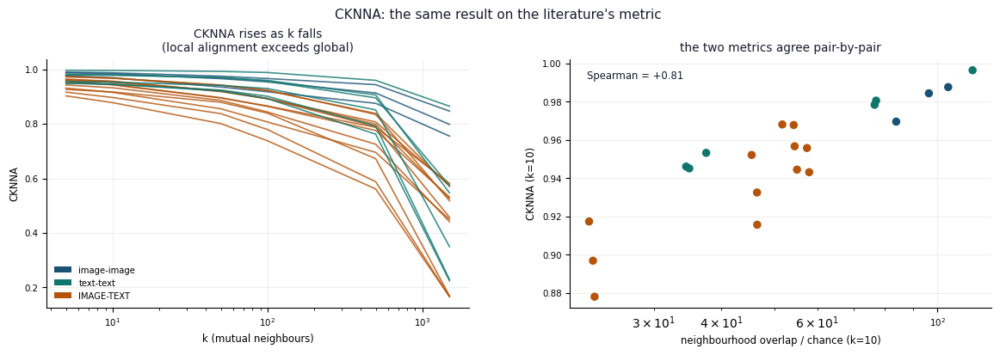 CKNNA: the same result on the literature's metric
CKNNA rises as k falls
(local alignment exceeds global)
1.0
0.8
0.6
0.4
0.2
CKNNA
image-image
text-text
IMAGE-TEXT
10¹
10²
10³
k (mutual neighbours)
the two metrics agree pair-by-pair
Spearman = +0.81
1.00
0.98
0.96
0.94
0.92
0.90
0.88
CKNNA (k=10)
3 × 10¹
4 × 10¹
6 × 10¹
10²
neighbourhood overlap / chance (k=10)